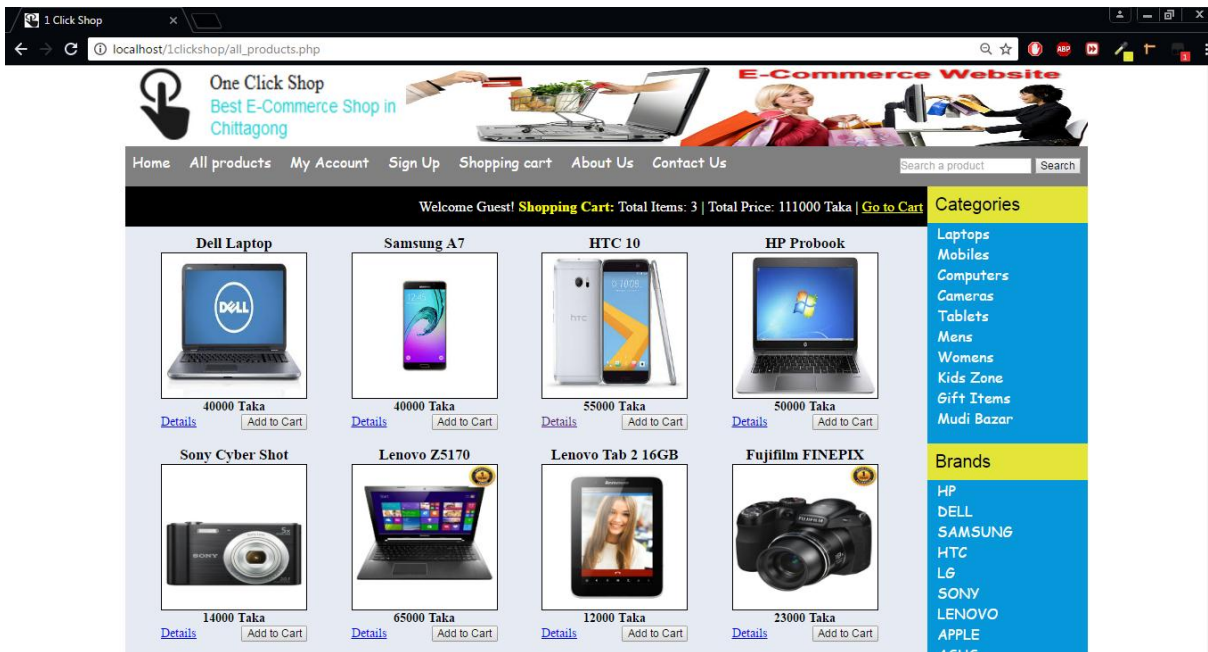 1 Click Shop
localhost/1clickshop/all_products.php
ABP
1
One Click Shop
Best E-Commerce Shop in
Chittagong
E-Commerce Website
Home All products My Account Sign Up Shopping cart About Us Contact Us
Search a product Search
Welcome Guest! Shopping Cart: Total Items: 3 | Total Price: 111000 Taka | Go to Cart
Dell Laptop Samsung A7 HTC 10 HP Probook
DELL
hTC
40000 Taka 40000 Taka 55000 Taka 50000 Taka
Details Add to Cart Details Add to Cart Details Add to Cart Details Add to Cart
Sony Cyber Shot Lenovo Z5170 Lenovo Tab 2 16GB Fujifilm FINEPIX
SONY
14000 Taka 65000 Taka 12000 Taka 23000 Taka
Details Add to Cart Details Add to Cart Details Add to Cart Details Add to Cart
Categories
Laptops
Mobiles
Computers
Cameras
Tablets
Mens
Womens
Kids Zone
Gift Items
Mudi Bazar
Brands
HP
DELL
SAMSUNG
HTC
LG
SONY
LENOVO
APPLE